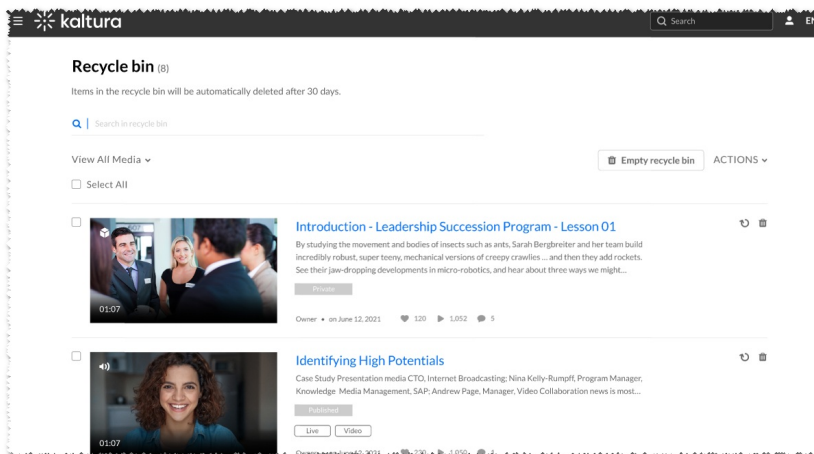 kaltura
Search
EN
Recycle bin (8)
Items in the recycle bin will be automatically deleted after 30 days.
Search in recycle bin
View All Media
Empty recycle bin
ACTIONS
Select All
Introduction - Leadership Succession Program - Lesson 01
By studying the movement and bodies of insects such as ants, Sarah Bergbreiter and her team build
incredibly robust, super teeny, mechanical versions of creepy crawlies ... and then they add rockets.
See their jaw-dropping developments in micro-robotics, and hear about three ways we might...
Private
01:07
Owner • on June 12, 2021 120 1,052 5
Identifying High Potentials
Case Study Presentation media CTO, Internet Broadcasting; Nina Kelly-Rumpff, Program Manager,
Knowledge Media Management, SAP; Andrew Page, Manager, Video Collaboration news is most...
Published
Live Video
01:07